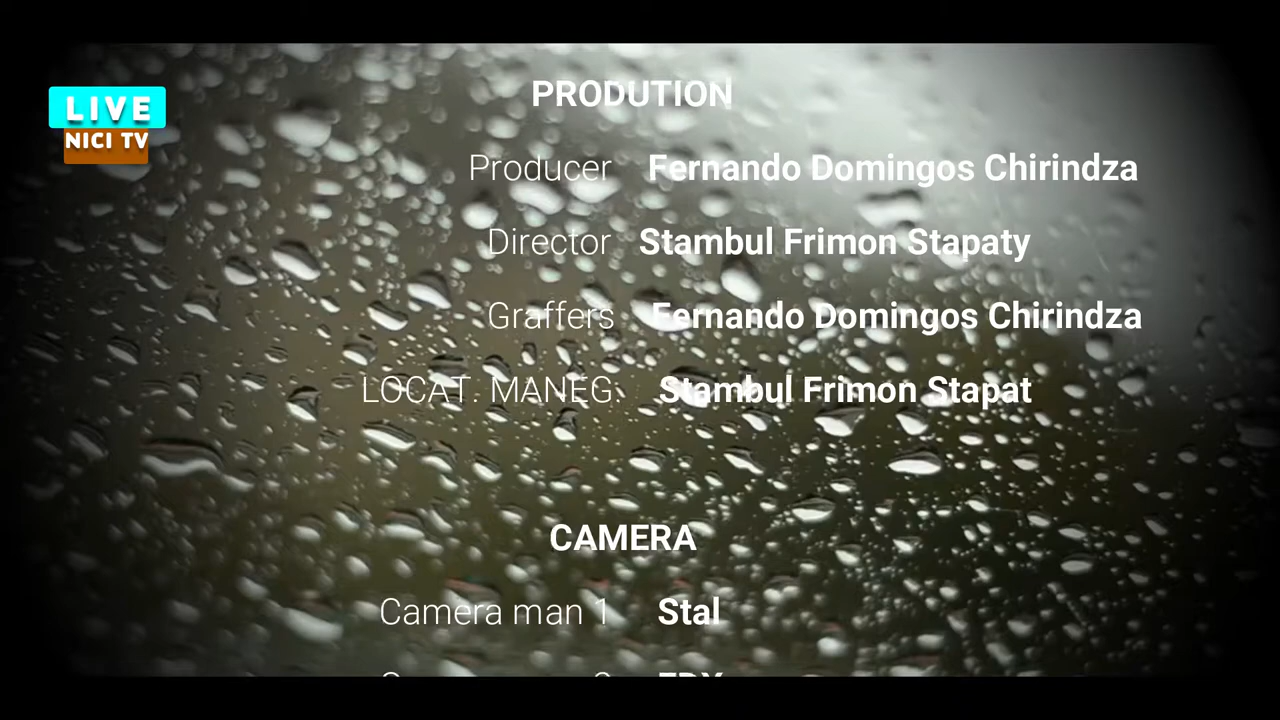 LIVE
NICI TV
PRODUTION
Producer Fernando Domingos Chirindza
Director Stambul Frimon Stapaty
Graffers Fernando Domingos Chirindza
LOCAT. MANEG. Stambul Frimon Stapat
CAMERA
Camera man 1 Stal